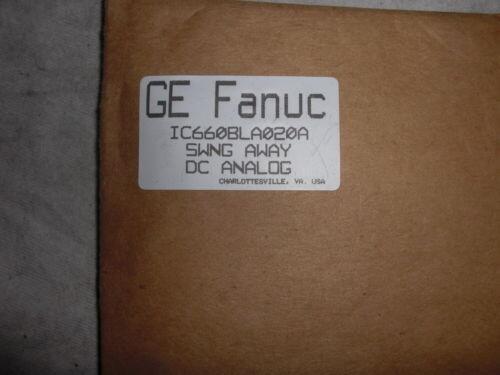 GE Fanuc
IC660BLA020A
SWNG AWAY
DC ANALOG
CHARLOTTESVILLE, VA. USA